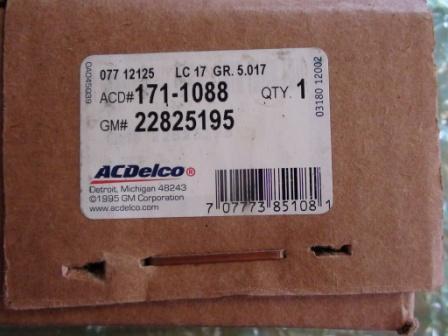 077 12125 LC 17 GR. 5.017
ACD# 171-1088 QTY. 1
GM# 22825195
ACDelco®
Detroit, Michigan 48243
©1995 GM Corporation
www.acdelco.com
7 07773 85108 1
03180 12002